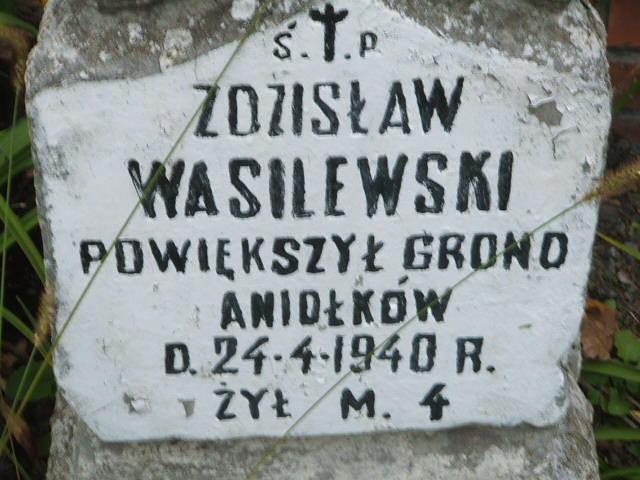 Ś.✝.P
ZDZISŁAW
WASILEWSKI
POWIĘKSZYŁ GRONO
ANIOŁKÓW
D. 24-4-1940 R.
ŻYŁ M. 4